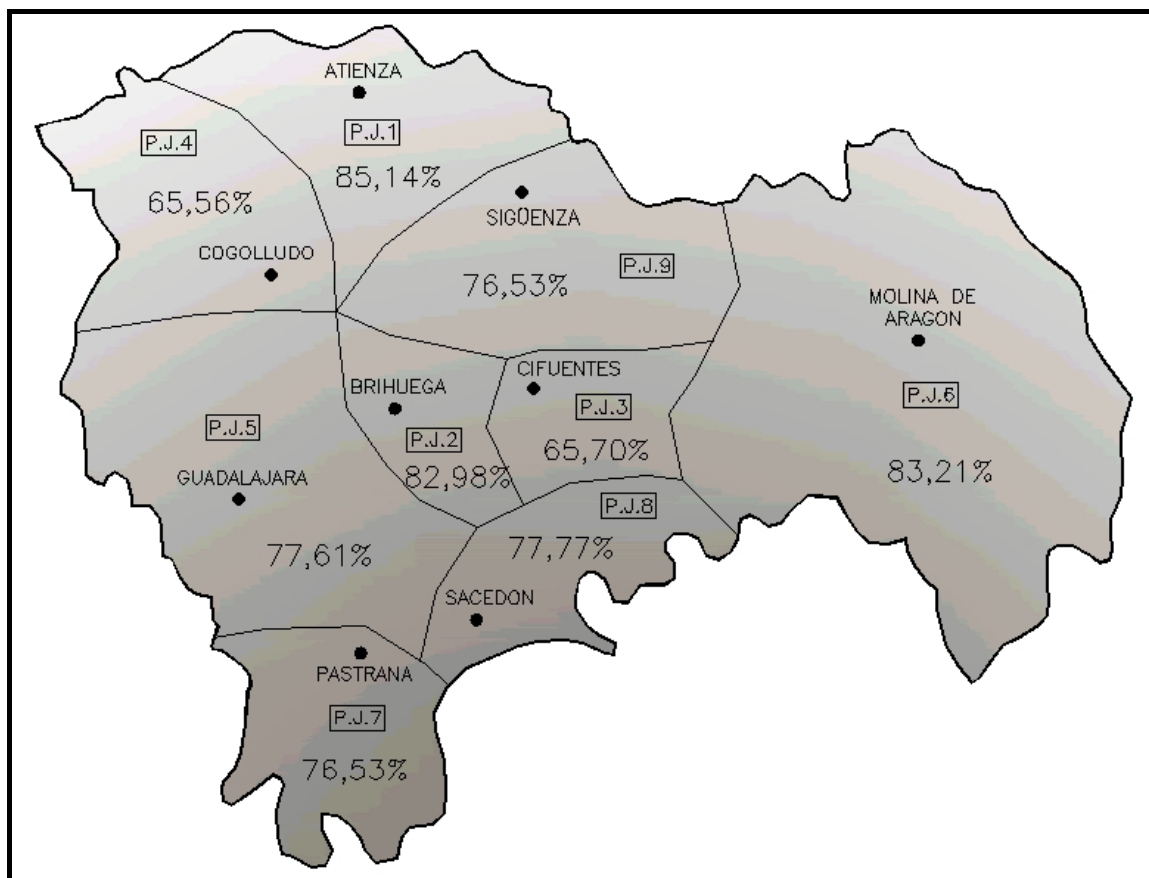 ATIENZA
P.J.1
85,14%
P.J.4
65,56%
COGOLLUDO
SIGÜENZA
P.J.9
76,53%
MOLINA DE
ARAGON
P.J.6
83,21%
BRIHUEGA
P.J.2
82,98%
CIFUENTES
P.J.3
65,70%
P.J.5
GUADALAJARA
77,61%
P.J.8
77,77%
SACEDON
PASTRANA
P.J.7
76,53%